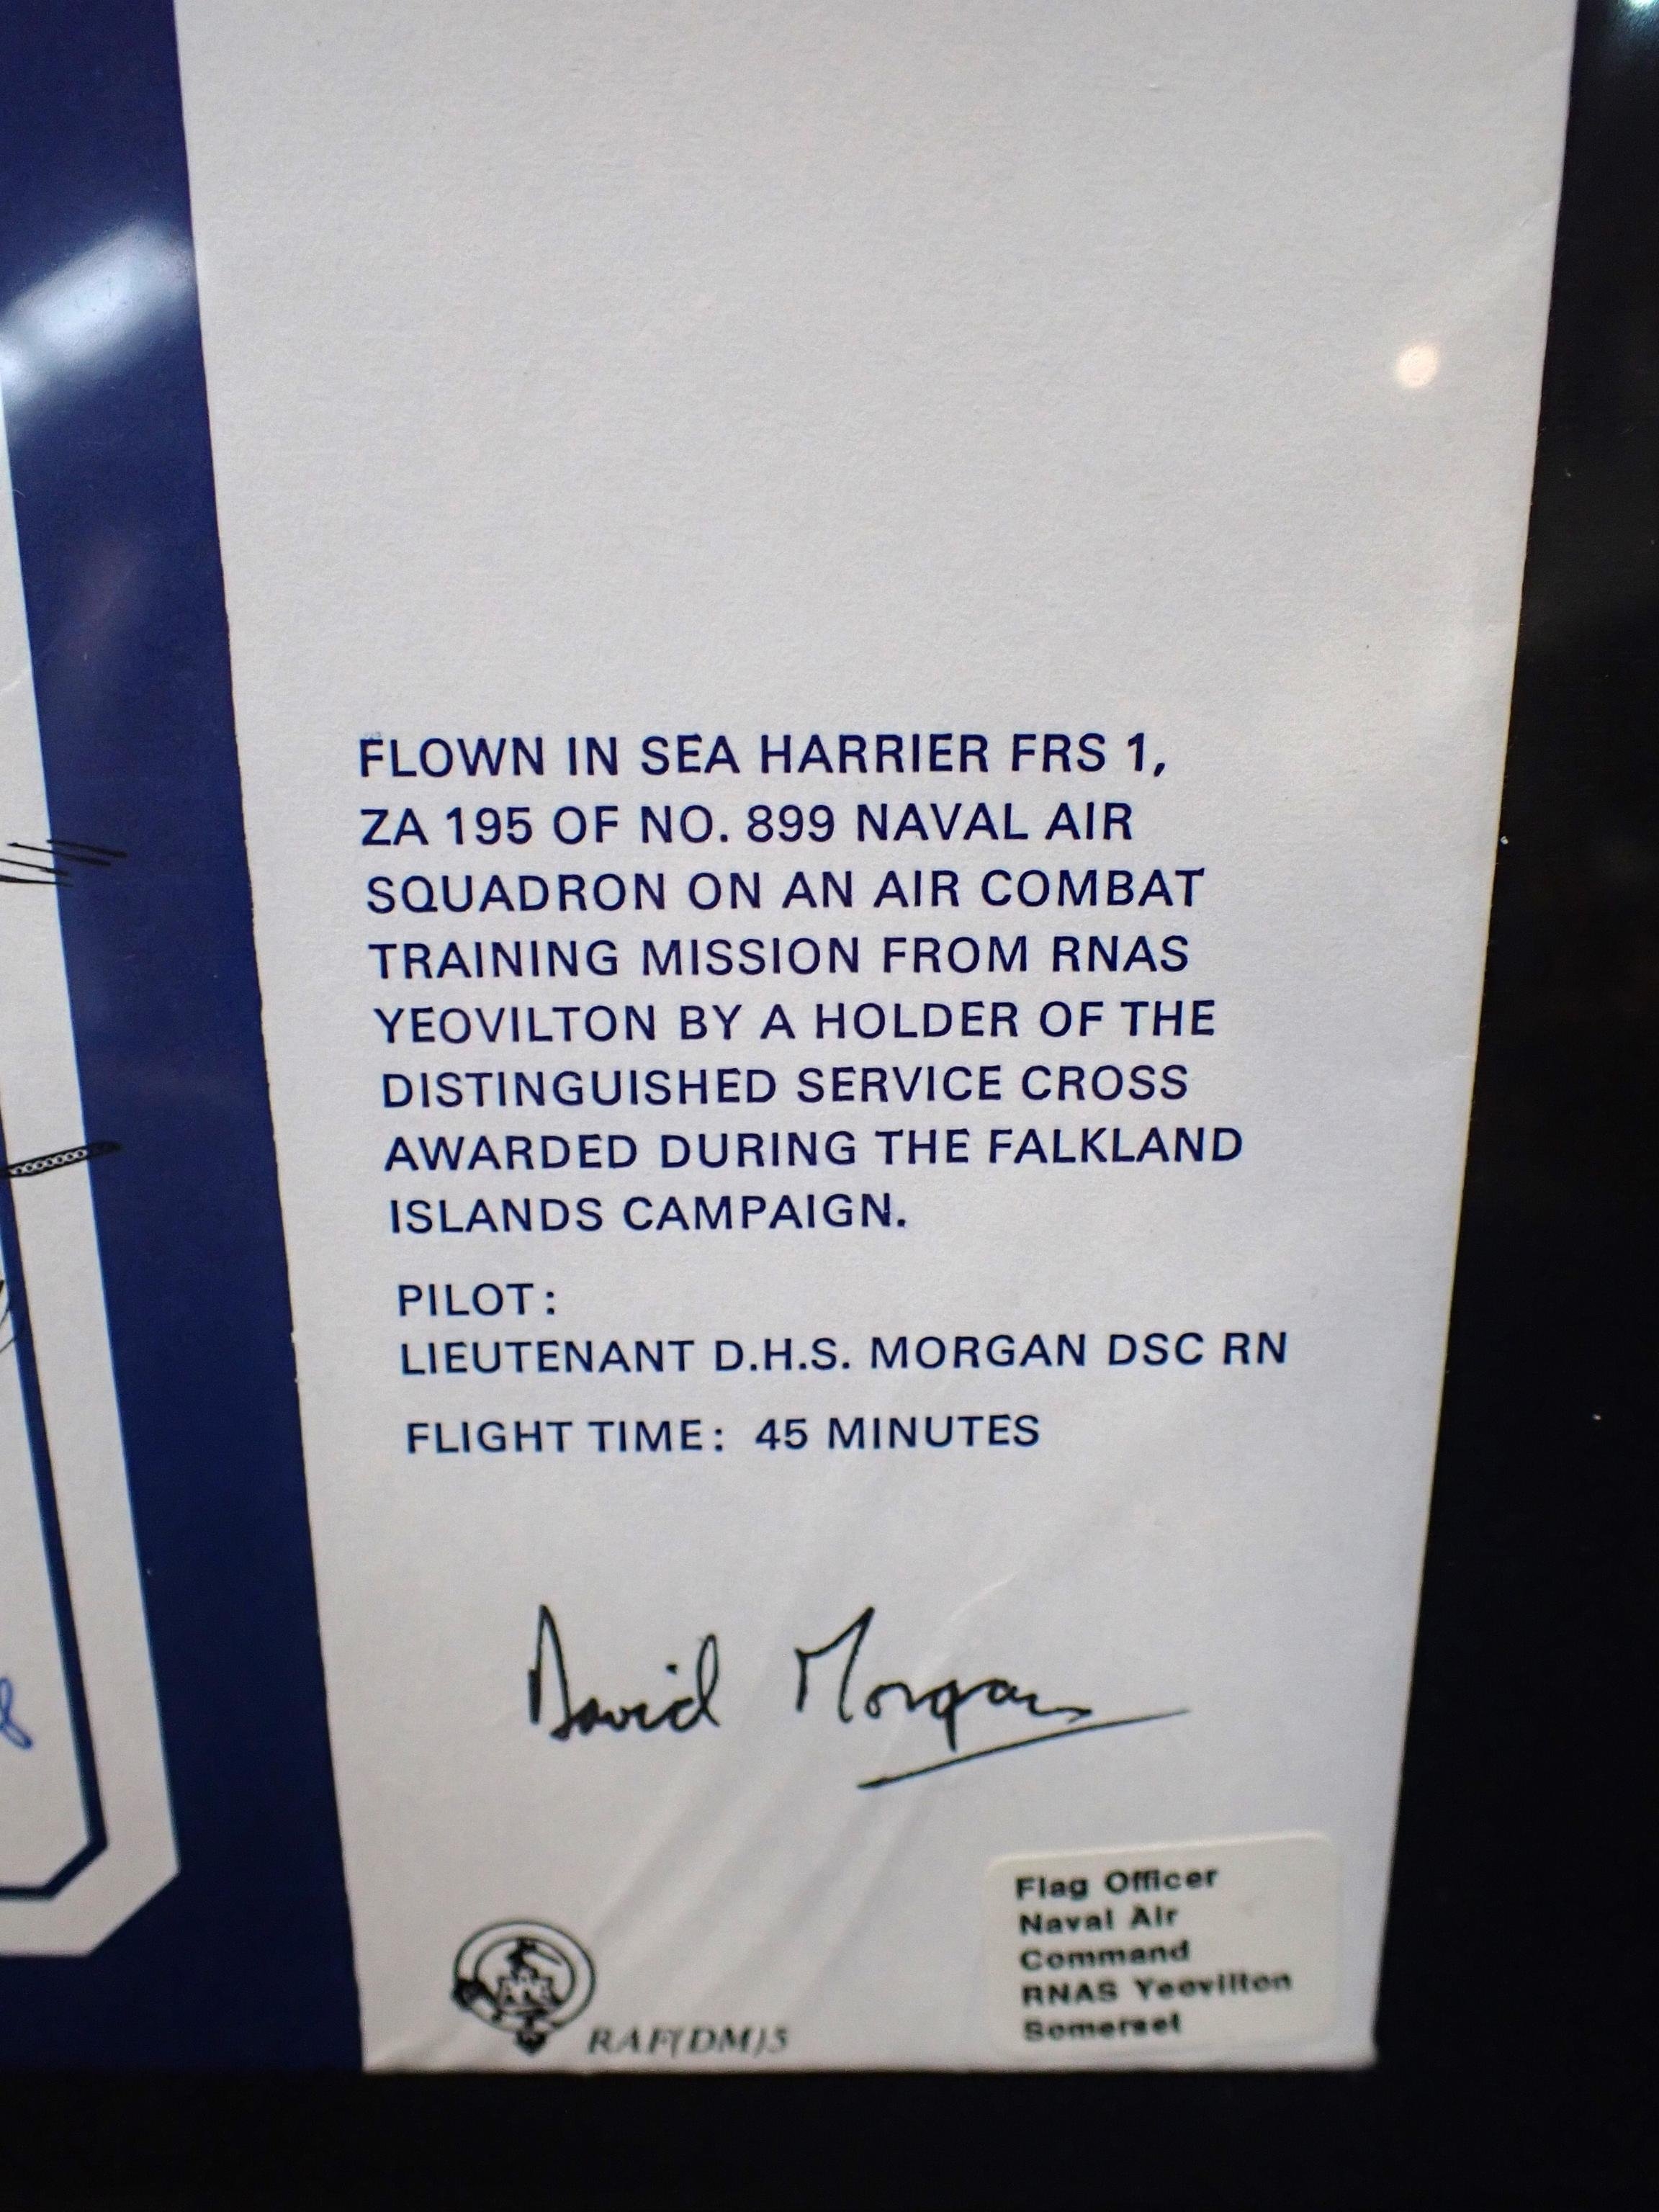 FLOWN IN SEA HARRIER FRS 1,
ZA 195 OF NO. 899 NAVAL AIR
SQUADRON ON AN AIR COMBAT
TRAINING MISSION FROM RNAS
YEOVILTON BY A HOLDER OF THE
DISTINGUISHED SERVICE CROSS
AWARDED DURING THE FALKLAND
ISLANDS CAMPAIGN.
PILOT:
LIEUTENANT D.H.S. MORGAN DSC RN
FLIGHT TIME: 45 MINUTES
David Morgan
RAF(DM)5
Flag Officer
Naval Air
Command
RNAS Yeovilton
Somerset